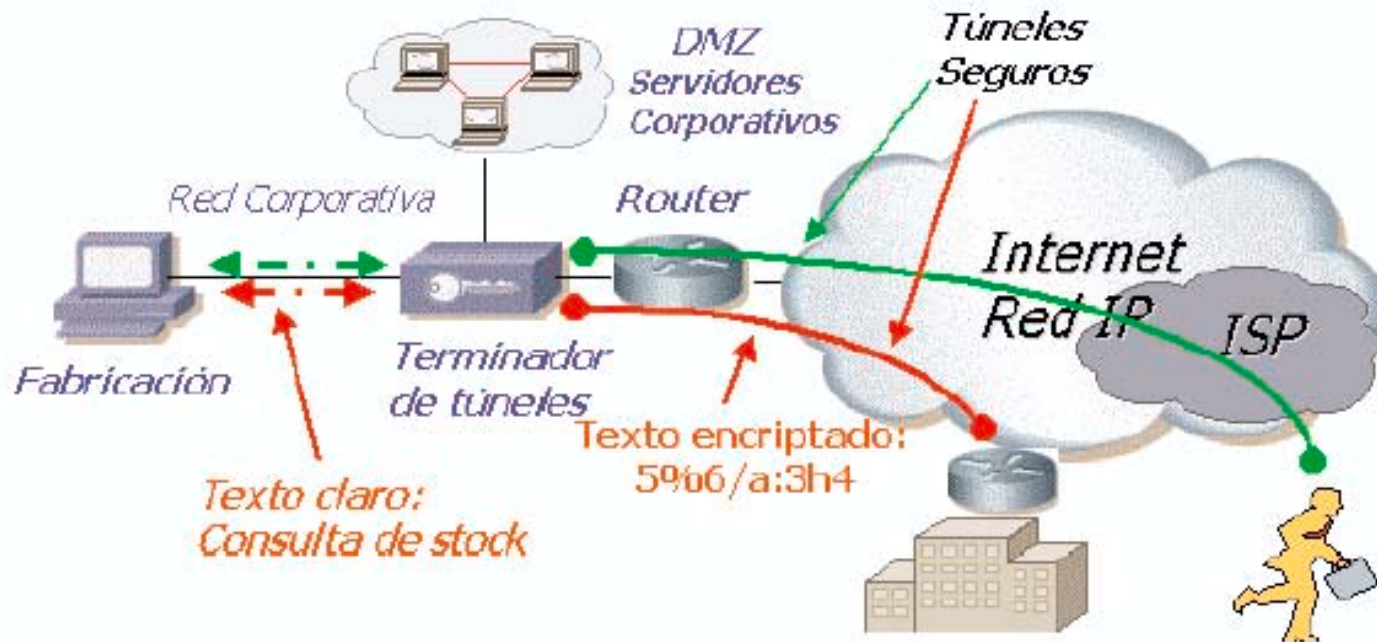 DMZ
Servidores
Corporativos
Túneles
Seguros
Red Corporativa
Router
Internet
Red IP
ISP
Fabricación
Terminador
de túneles
Texto encriptado:
5%6/a:3h4
Texto claro:
Consulta de stock